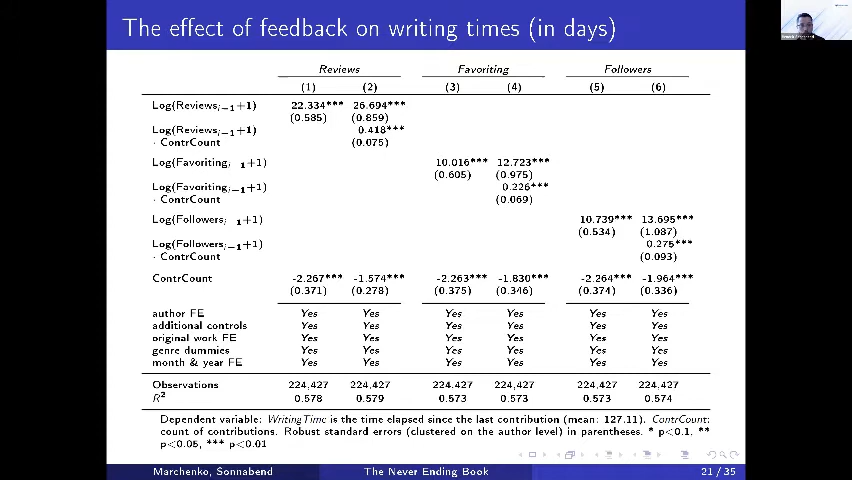 The effect of feedback on writing times (in days)
Reviews Favoriting Followers
(1) (2) (3) (4) (5) (6)
Log(Reviews i−1+1) 22.334*** 26.694***
(0.585) (0.859)
Log(Reviews i−1+1) 0.418***
· ContrCount (0.075)
Log(Favoriting i−1+1) 10.016*** 12.723***
(0.605) (0.975)
Log(Favoriting i−1+1) 0.226***
· ContrCount (0.069)
Log(Followers i−1+1) 10.739*** 13.695***
(0.534) (1.087)
Log(Followers i−1+1) 0.275***
· ContrCount (0.093)
ContrCount -2.267*** -1.574*** -2.263*** -1.830*** -2.264*** -1.964***
(0.371) (0.278) (0.375) (0.346) (0.374) (0.336)
author FE Yes Yes Yes Yes Yes Yes
additional controls Yes Yes Yes Yes Yes Yes
original work FE Yes Yes Yes Yes Yes Yes
genre dummies Yes Yes Yes Yes Yes Yes
month & year FE Yes Yes Yes Yes Yes Yes
Observations 224,427 224,427 224,427 224,427 224,427 224,427
R² 0.578 0.579 0.573 0.573 0.573 0.574
Dependent variable: WritingTime is the time elapsed since the last contribution (mean: 127.11). ContrCount:
count of contributions. Robust standard errors (clustered on the author level) in parentheses. * p<0.1, **
p<0.05, *** p<0.01
Marchenko, Sonnabend The Never Ending Book 21 / 35